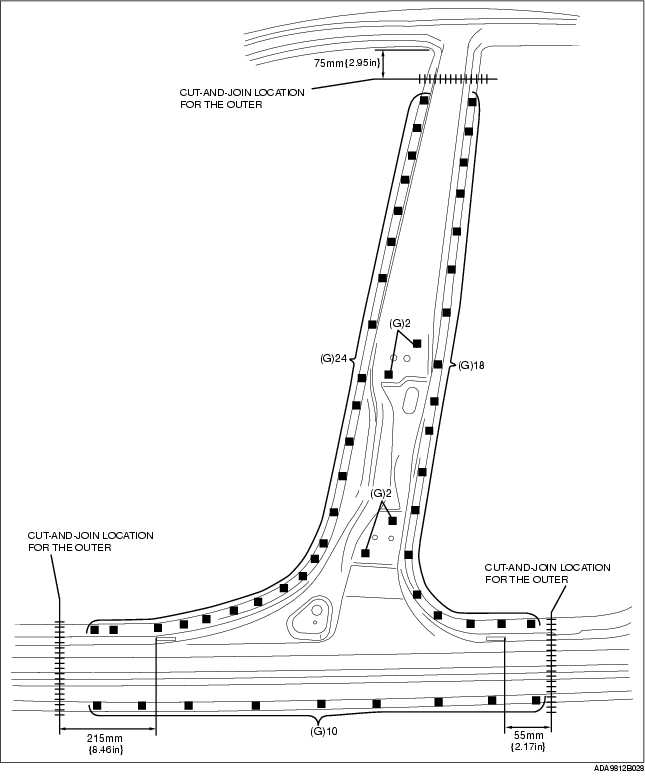 75mm{2.95in}
CUT-AND-JOIN LOCATION
FOR THE OUTER
(G)2
(G)24
(G)18
(G)2
CUT-AND-JOIN LOCATION
FOR THE OUTER
CUT-AND-JOIN LOCATION
FOR THE OUTER
(G)10
215mm
{8.46in}
55mm
{2.17in}
ADA9812B028